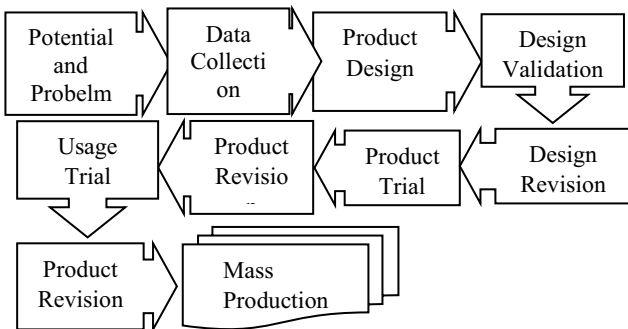 Potential
and
Probelm
Data
Collecti
on
Product
Design
Design
Validation
Design
Revision
Product
Trial
Product
Revisio
Usage
Trial
Product
Revision
Mass
Production